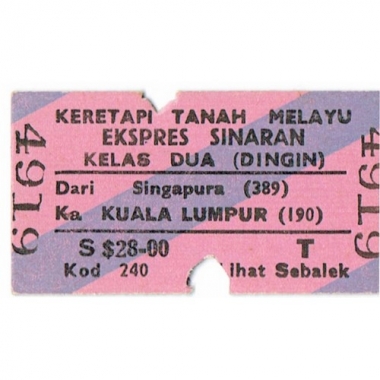 KERETAPI TANAH MELAYU
EKSPRES SINARAN
KELAS DUA (DINGIN)
Dari Singapura (389)
Ka KUALA LUMPUR (190)
S $28-00 T
Kod 240 Lihat Sebalek
4919
4919